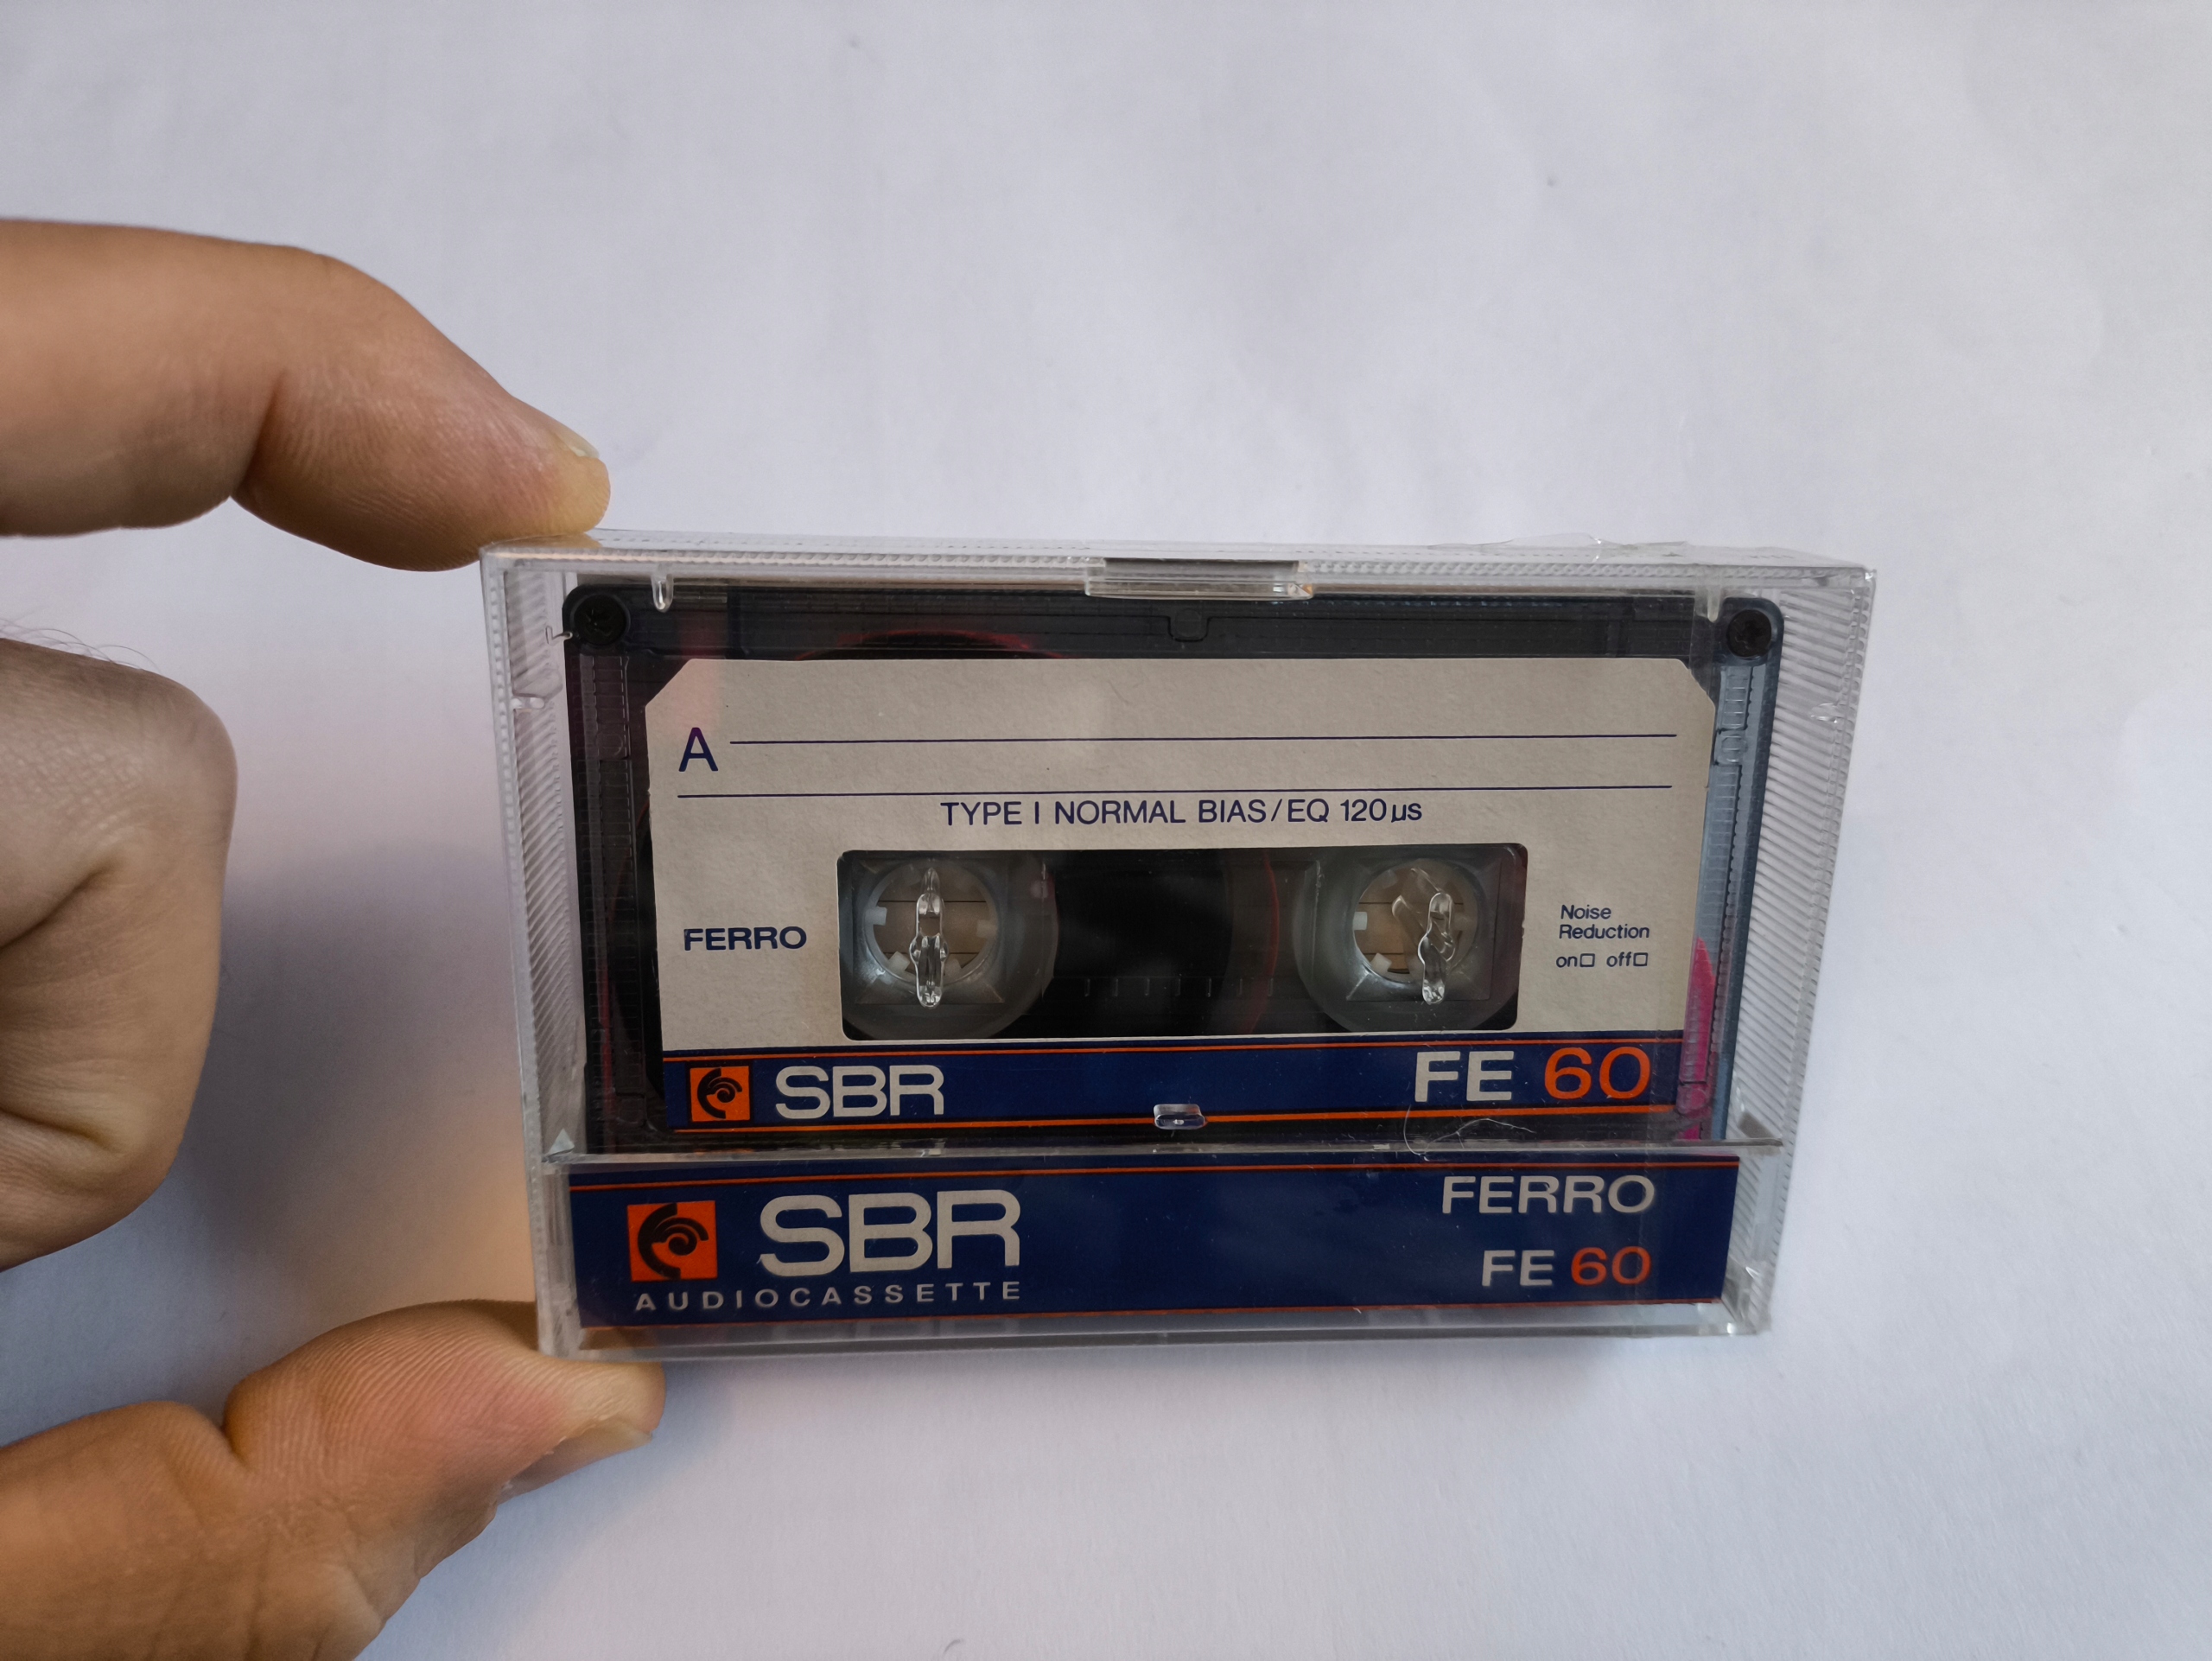 A
TYPE I NORMAL BIAS/EQ 120µs
FERRO
Noise
Reduction
on□ off□
SBR FE 60
SBR FERRO
AUDIOCASSETTE FE 60